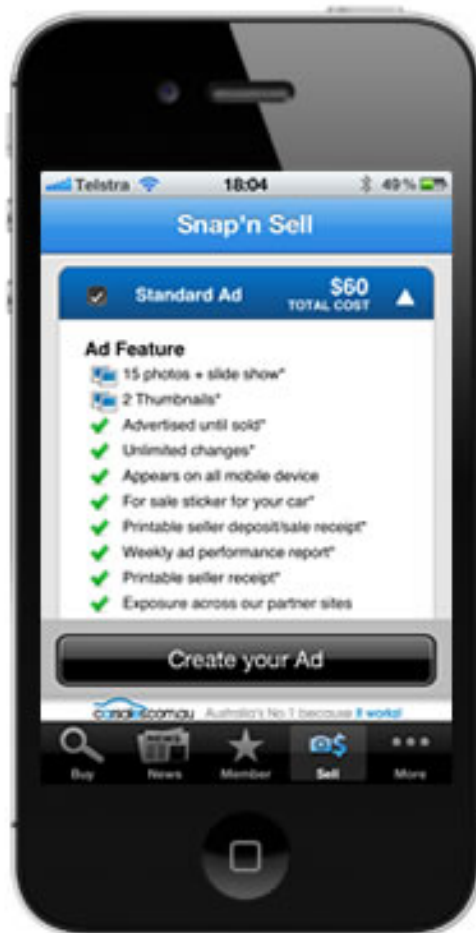 Telstra 18:04 49%
Snap'n Sell
Standard Ad $60
TOTAL COST
Ad Feature
15 photos + slide show*
2 Thumbnails*
Advertised until sold*
Unlimited changes*
Appears on all mobile device
For sale sticker for your car*
Printable seller deposit/sale receipt*
Weekly ad performance report*
Printable seller receipt*
Exposure across our partner sites
Create your Ad
carsales.com.au Australia's No 1 because it works!
NEWS
Buy News Member Sell More